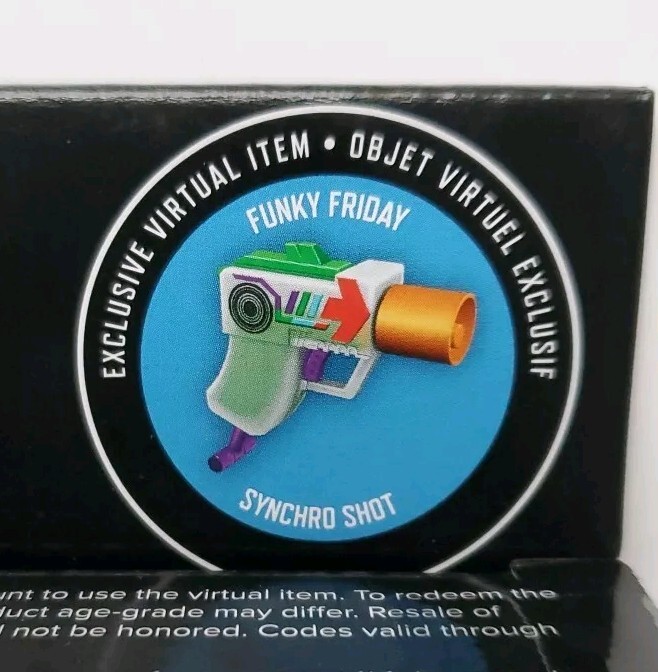 EXCLUSIVE VIRTUAL ITEM • OBJET VIRTUEL EXCLUSIF
FUNKY FRIDAY
SYNCHRO SHOT
to use the virtual item. To redeem the
age-grade may differ. Resale of
not be honored. Codes valid through